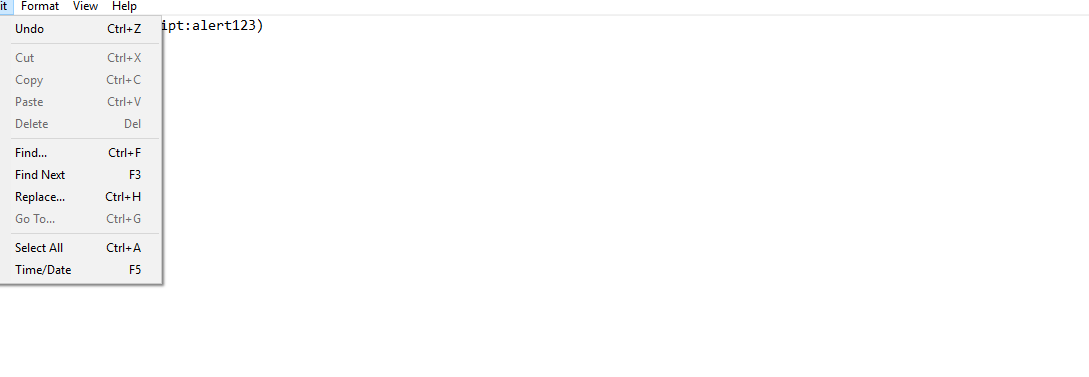 it Format View Help
Undo Ctrl+Z
ipt:alert123)
Cut Ctrl+X
Copy Ctrl+C
Paste Ctrl+V
Delete Del
Find... Ctrl+F
Find Next F3
Replace... Ctrl+H
Go To... Ctrl+G
Select All Ctrl+A
Time/Date F5